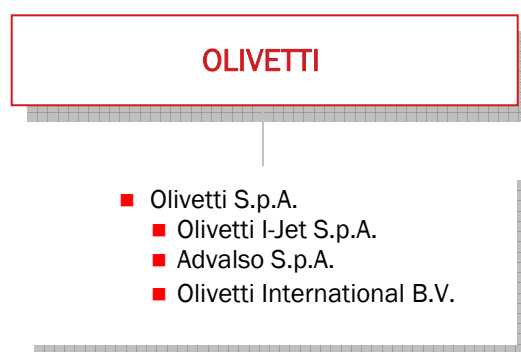 OLIVETTI
Olivetti S.p.A.
Olivetti I-Jet S.p.A.
Advalso S.p.A.
Olivetti International B.V.